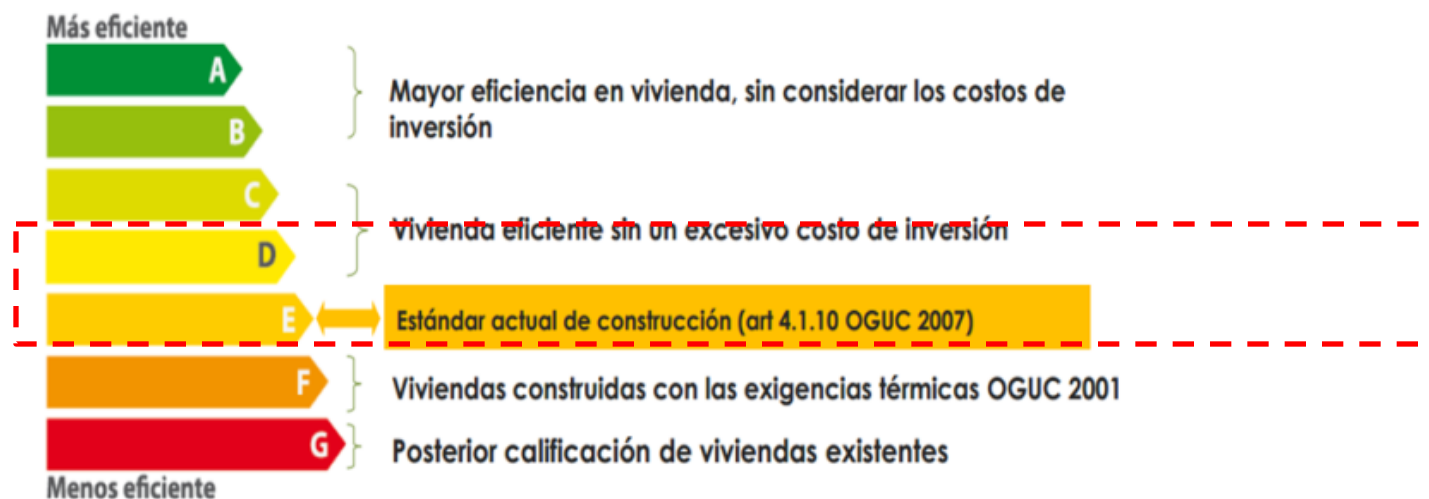 Más eficiente
A
Mayor eficiencia en vivienda, sin considerar los costos de
inversión
B
C
Vivienda eficiente sin un excesivo costo de inversión
D
E
Estándar actual de construcción (art 4.1.10 OGUC 2007)
F
Viviendas construidas con las exigencias térmicas OGUC 2001
G
Posterior calificación de viviendas existentes
Menos eficiente